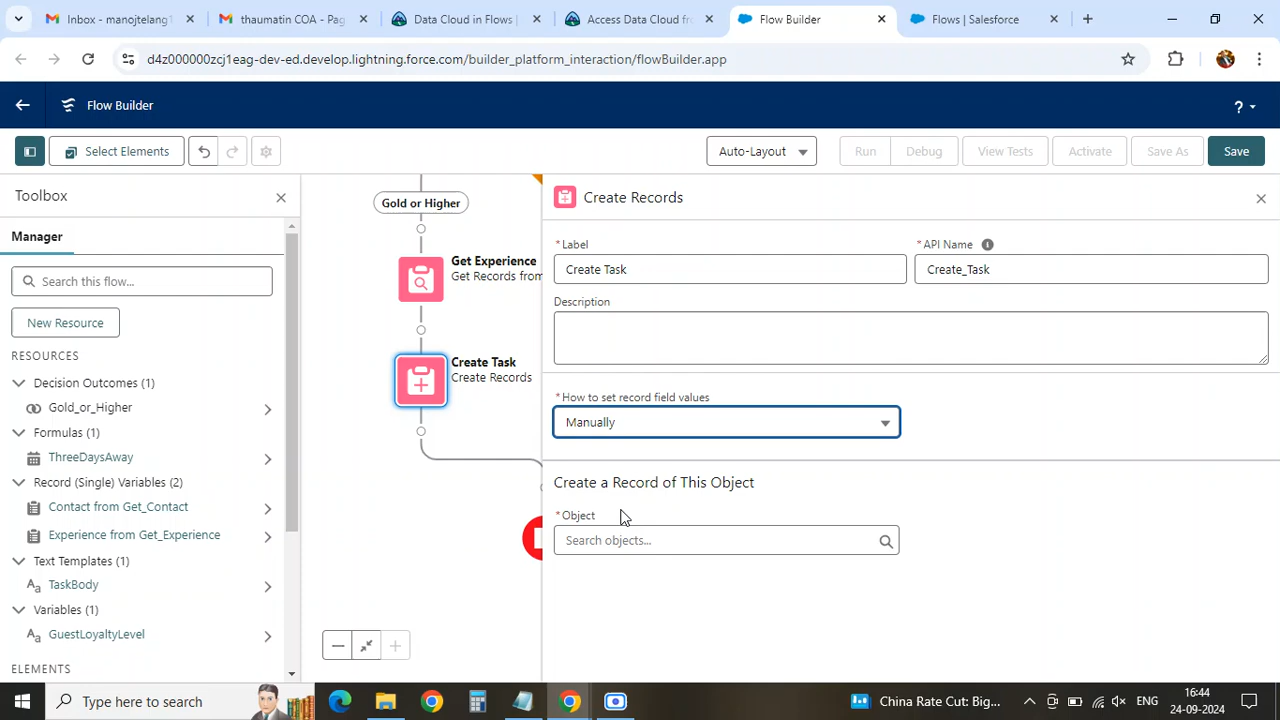 Inbox - manojtelang1
thaumatin COA - Pag
Data Cloud in Flows |
Access Data Cloud fro
Flow Builder
Flows | Salesforce
d4z000000zcj1eag-dev-ed.develop.lightning.force.com/builder_platform_interaction/flowBuilder.app
Flow Builder
?
Select Elements
Auto-Layout
Run
Debug
View Tests
Activate
Save As
Save
Toolbox
Manager
Search this flow...
New Resource
RESOURCES
Decision Outcomes (1)
Gold_or_Higher
Formulas (1)
ThreeDaysAway
Record (Single) Variables (2)
Contact from Get_Contact
Experience from Get_Experience
Text Templates (1)
TaskBody
Variables (1)
GuestLoyaltyLevel
ELEMENTS
Gold or Higher
Get Experience
Get Records from
Create Task
Create Records
Create Records
* Label
Create Task
* API Name
Create_Task
Description
* How to set record field values
Manually
Create a Record of This Object
* Object
Search objects...
Type here to search
China Rate Cut: Big...
ENG
16:44
24-09-2024